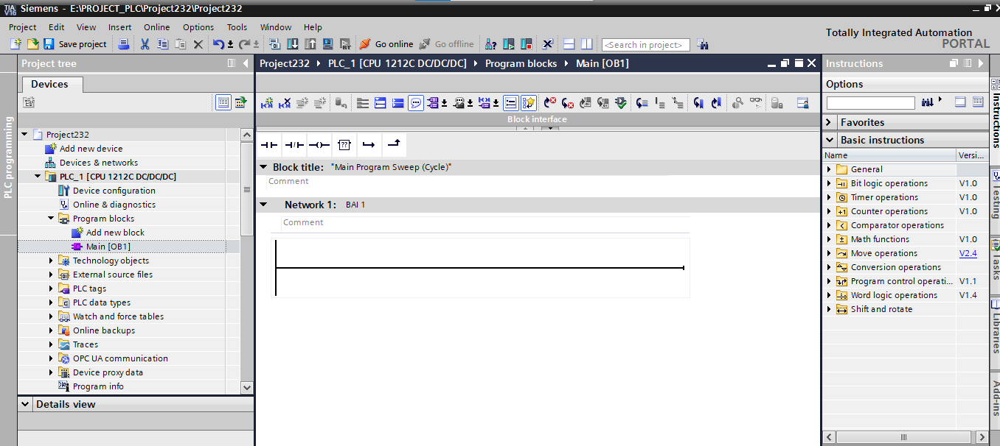 TIA V16 Siemens - E:\PROJECT_PLC\Project232\Project232
Project Edit View Insert Online Options Tools Window Help
Save project Go online Go offline <Search in project>
Totally Integrated Automation
PORTAL
Project tree
Devices
PLC programming
Project232
Add new device
Devices & networks
PLC_1 [CPU 1212C DC/DC/DC]
Device configuration
Online & diagnostics
Program blocks
Add new block
Main [OB1]
Technology objects
External source files
PLC tags
PLC data types
Watch and force tables
Online backups
Traces
OPC UA communication
Device proxy data
Program info
Details view
Project232 PLC_1 [CPU 1212C DC/DC/DC] Program blocks Main [OB1]
Block interface
??
Block title: "Main Program Sweep (Cycle)"
Comment
Network 1: BAI 1
Comment
Instructions
Options
Favorites
Basic instructions
Name Versi...
General
Bit logic operations V1.0
Timer operations V1.0
Counter operations V1.0
Comparator operations
Math functions V1.0
Move operations V2.4
Conversion operations
Program control operati... V1.1
Word logic operations V1.4
Shift and rotate
Instructions
Testing
Tasks
Libraries
Add-ins